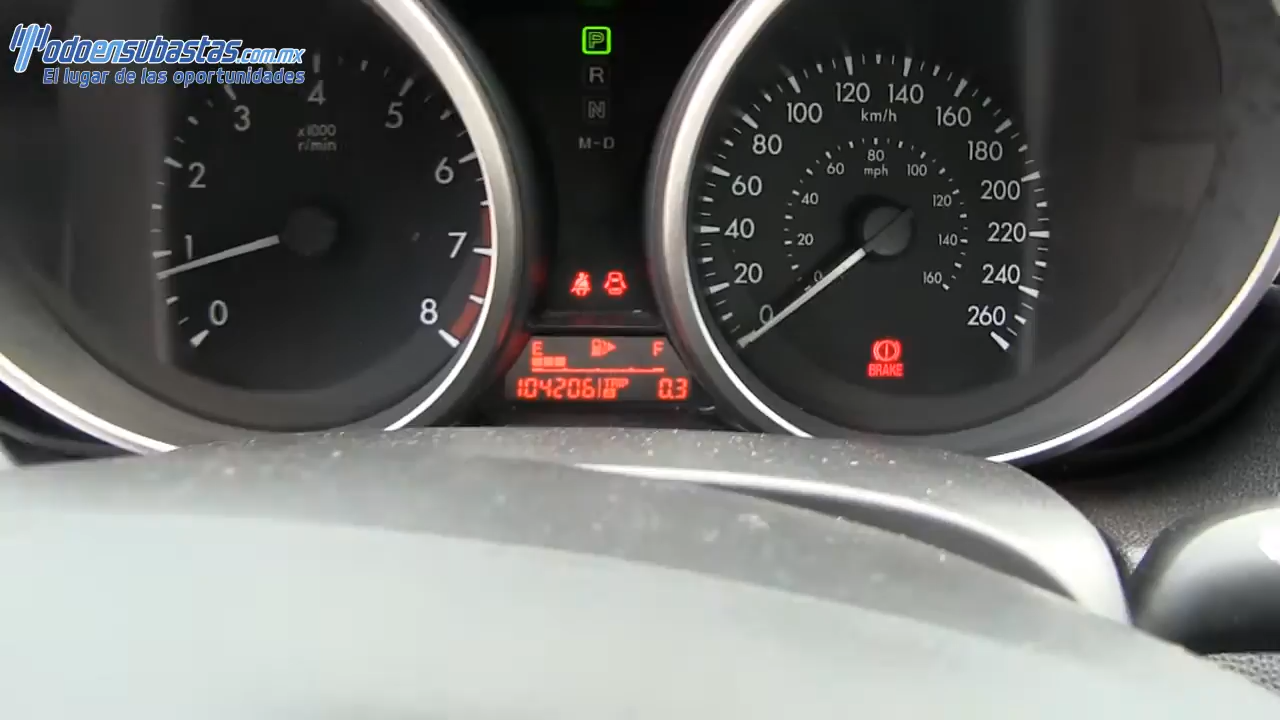 Todoensubastas.com.mx
El lugar de las oportunidades
0
1
2
3
4
5
6
7
8
x1000
r/min
P
R
N
M-D
E F
104206 TRIP 0.3
0
20
40
60
80
100
120
140
160
180
200
220
240
260
km/h
0
20
40
60
80
100
120
140
160
mph
BRAKE